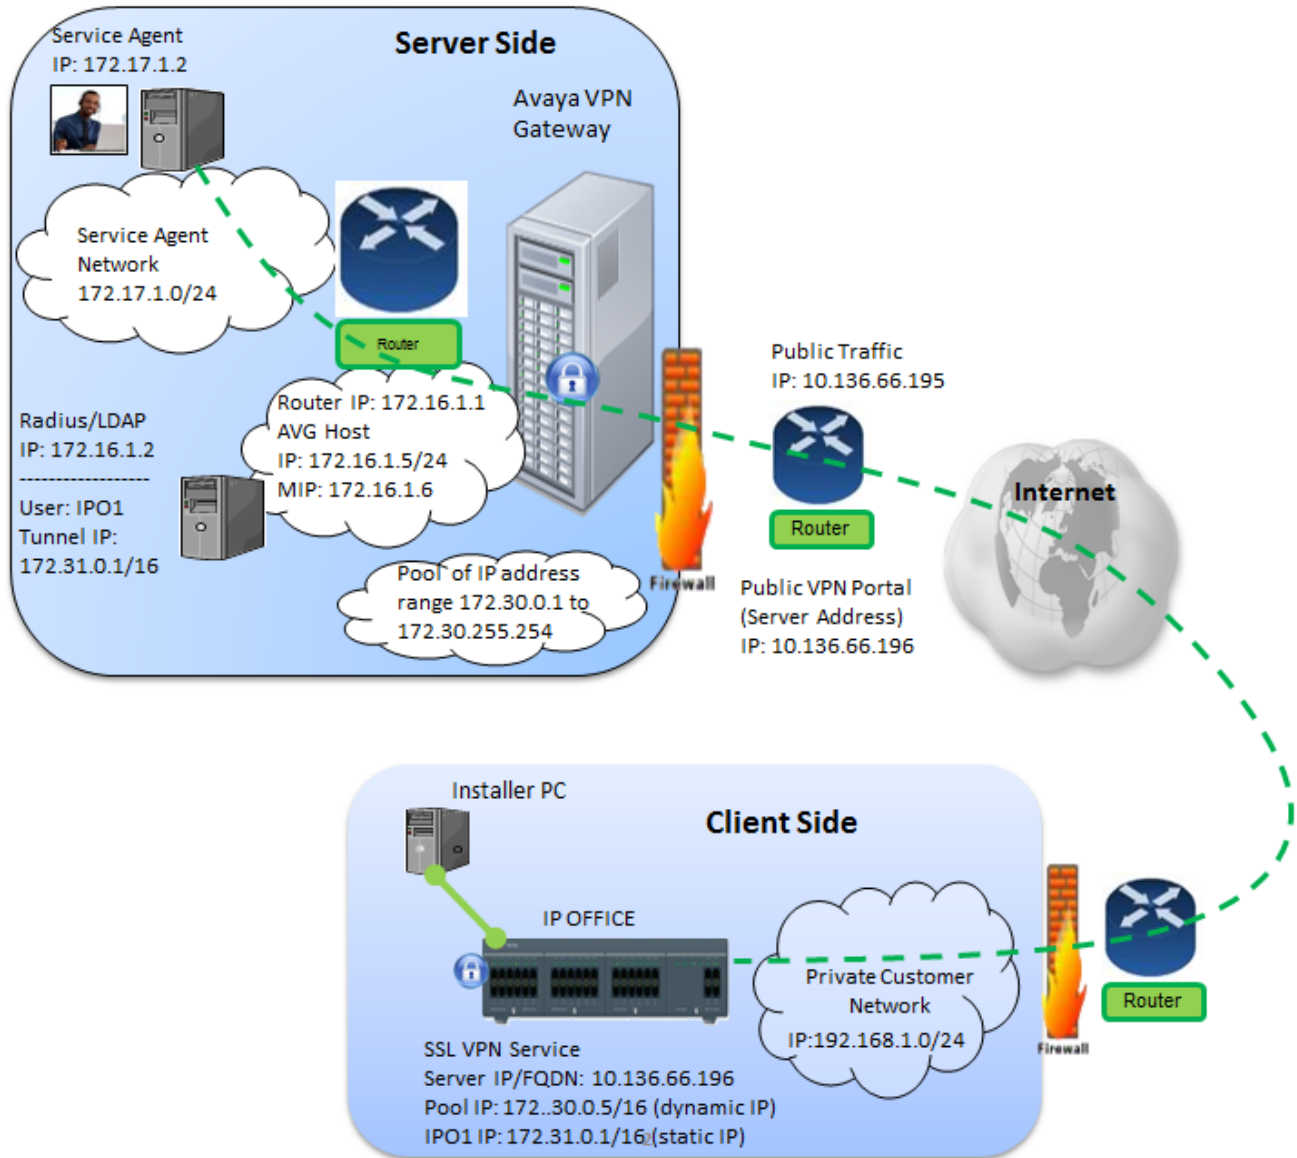 Service Agent
IP: 172.17.1.2
Server Side
Avaya VPN
Gateway
Service Agent
Network
172.17.1.0/24
Router
Router IP: 172.16.1.1
AVG Host
IP: 172.16.1.5/24
MIP: 172.16.1.6
Radius/LDAP
IP: 172.16.1.2
-------------------
User: IPO1
Tunnel IP:
172.31.0.1/16
Pool of IP address
range 172.30.0.1 to
172.30.255.254
Firewall
Public Traffic
IP: 10.136.66.195
Router
Public VPN Portal
(Server Address)
IP: 10.136.66.196
Internet
Installer PC
Client Side
IP OFFICE
Private Customer
Network
IP:192.168.1.0/24
Firewall
Router
SSL VPN Service
Server IP/FQDN: 10.136.66.196
Pool IP: 172..30.0.5/16 (dynamic IP)
IPO1 IP: 172.31.0.1/16 (static IP)
2